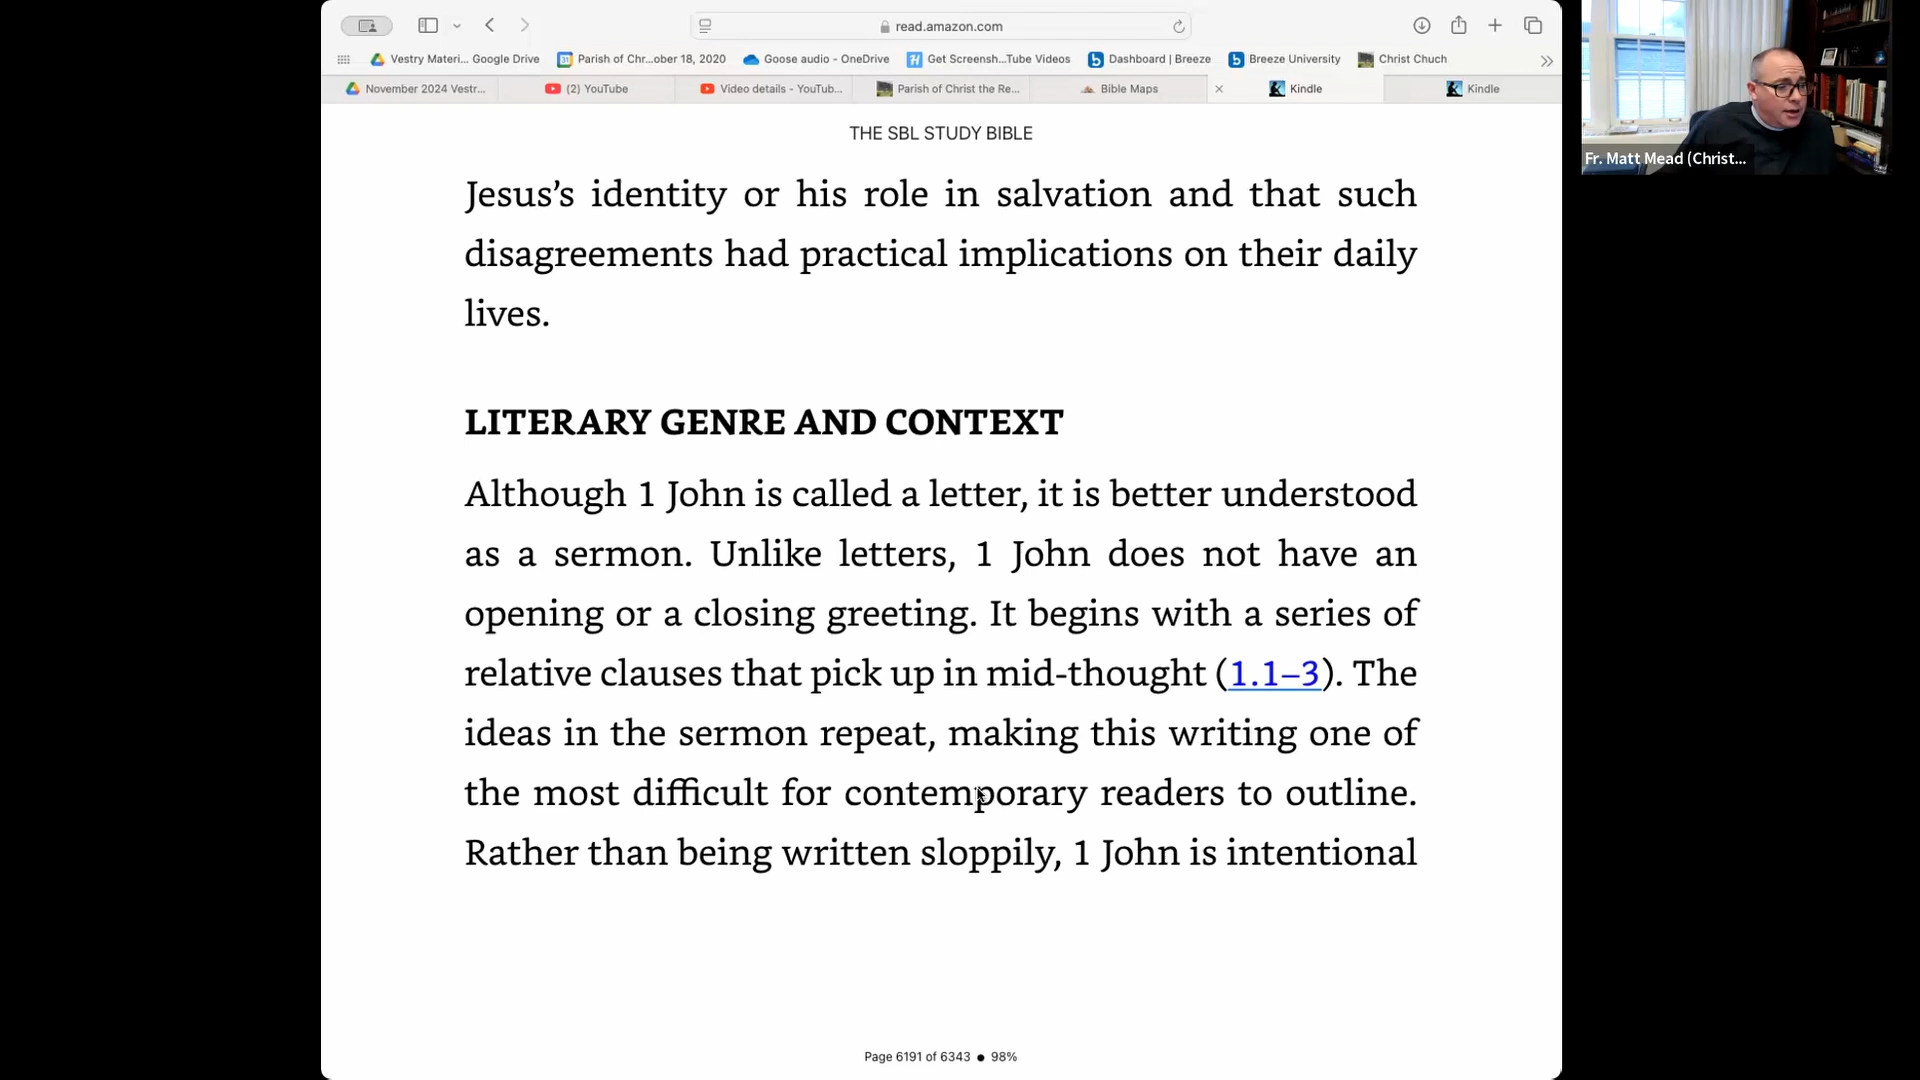 read.amazon.com
Vestry Materi... Google Drive
Parish of Chr...ober 18, 2020
Goose audio - OneDrive
Get Screensh...Tube Videos
Dashboard | Breeze
Breeze University
Christ Chuch
November 2024 Vestr...
(2) YouTube
Video details - YouTub...
Parish of Christ the Re...
Bible Maps
Kindle
Kindle
Fr. Matt Mead (Christ...
THE SBL STUDY BIBLE
Jesus’s identity or his role in salvation and that such
disagreements had practical implications on their daily
lives.
LITERARY GENRE AND CONTEXT
Although 1 John is called a letter, it is better understood
as a sermon. Unlike letters, 1 John does not have an
opening or a closing greeting. It begins with a series of
relative clauses that pick up in mid-thought (1.1–3). The
ideas in the sermon repeat, making this writing one of
the most difficult for contemporary readers to outline.
Rather than being written sloppily, 1 John is intentional
Page 6191 of 6343 ● 98%